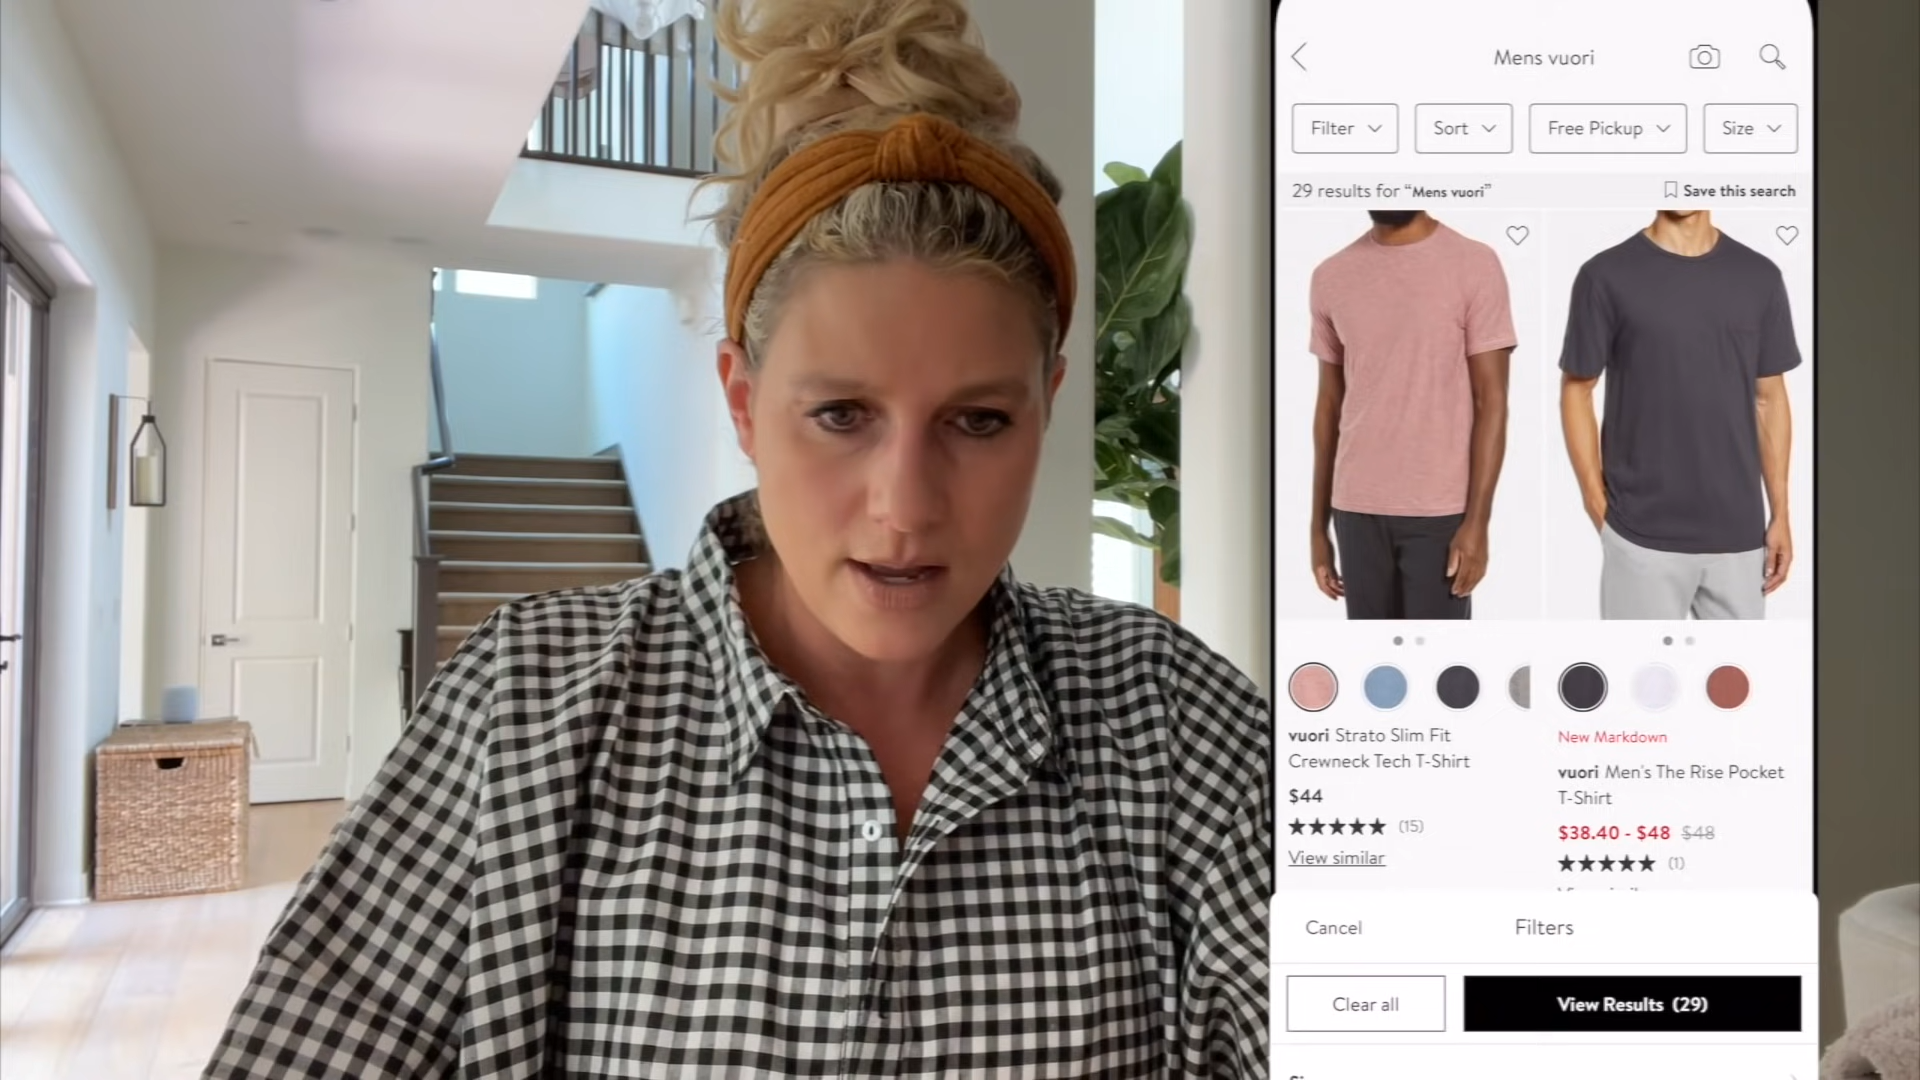 Mens vuori
Filter
Sort
Free Pickup
Size
29 results for “Mens vuori”
Save this search
vuori Strato Slim Fit
Crewneck Tech T-Shirt
$44
(15)
View similar
New Markdown
vuori Men's The Rise Pocket
T-Shirt
$38.40 - $48 $48
(1)
Cancel
Filters
Clear all
View Results (29)